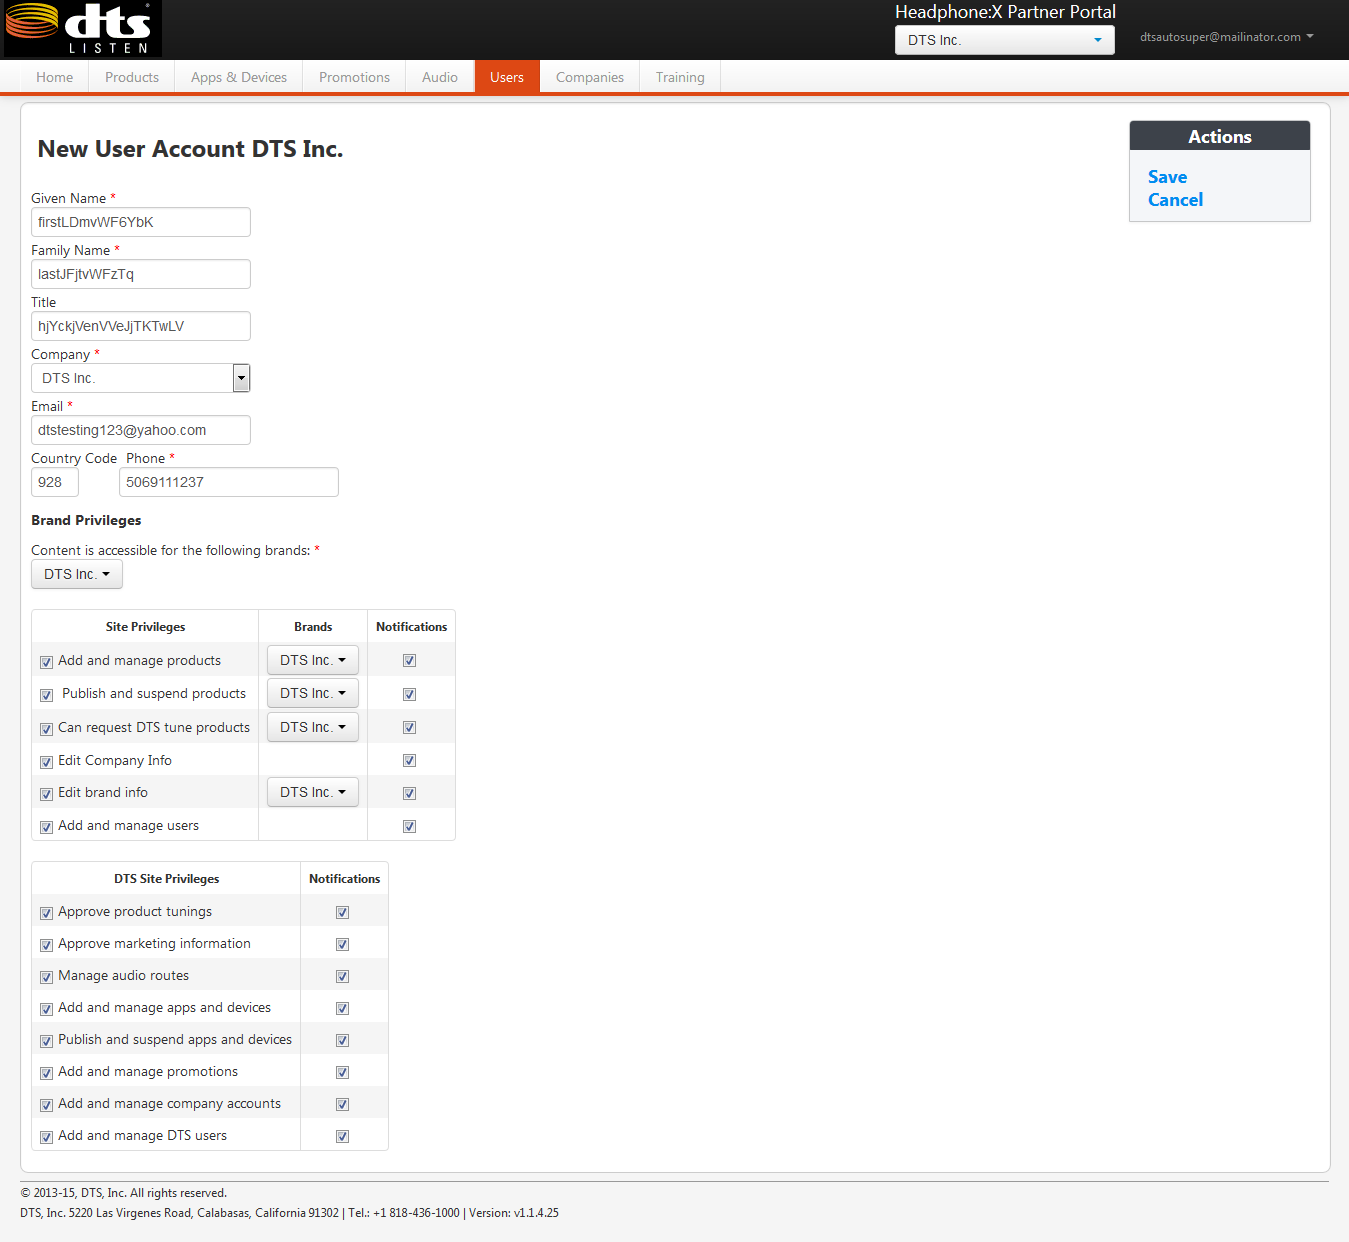 dts
LISTEN
Headphone:X Partner Portal
DTS Inc.
dtsautosuper@mailinator.com
Home Products Apps & Devices Promotions Audio Users Companies Training
New User Account DTS Inc.
Actions
Save
Cancel
Given Name *
firstLDmvWF6YbK
Family Name *
lastJFjtvWFzTq
Title
hjYckjVenVVeJjTKTwLV
Company *
DTS Inc.
Email *
dtstesting123@yahoo.com
Country Code Phone *
928 5069111237
Brand Privileges
Content is accessible for the following brands: *
DTS Inc.
Site Privileges Brands Notifications
Add and manage products DTS Inc.
Publish and suspend products DTS Inc.
Can request DTS tune products DTS Inc.
Edit Company Info
Edit brand info DTS Inc.
Add and manage users
DTS Site Privileges Notifications
Approve product tunings
Approve marketing information
Manage audio routes
Add and manage apps and devices
Publish and suspend apps and devices
Add and manage promotions
Add and manage company accounts
Add and manage DTS users
© 2013-15, DTS, Inc. All rights reserved.
DTS, Inc. 5220 Las Virgenes Road, Calabasas, California 91302 | Tel.: +1 818-436-1000 | Version: v1.1.4.25